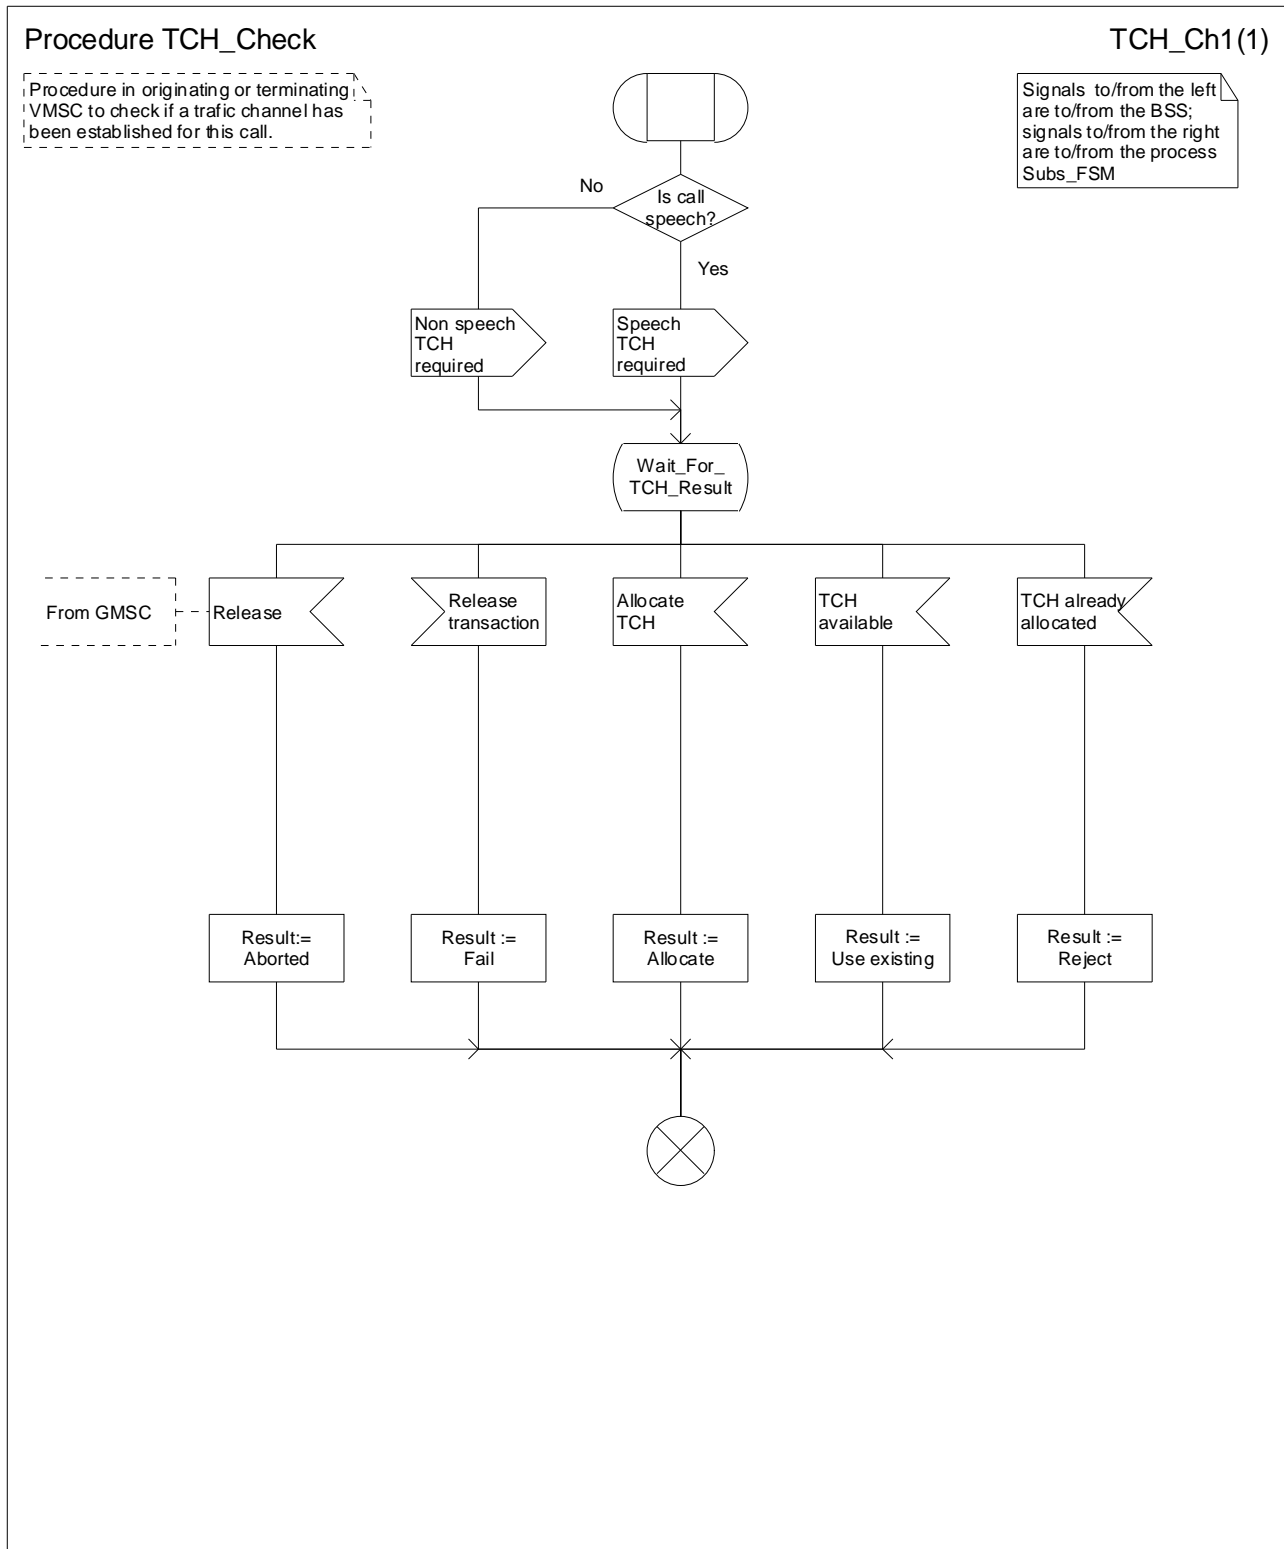 Procedure TCH_Check
TCH_Ch1(1)
Procedure in originating or terminating
VMSC to check if a trafic channel has
been established for this call.
Signals to/from the left
are to/from the BSS;
signals to/from the right
are to/from the process
Subs_FSM
No
Is call
speech?
Yes
Non speech
TCH
required
Speech
TCH
required
Wait_For_
TCH_Result
From GMSC
Release
Release
transaction
Allocate
TCH
TCH
available
TCH already
allocated
Result:=
Aborted
Result :=
Fail
Result :=
Allocate
Result :=
Use existing
Result :=
Reject